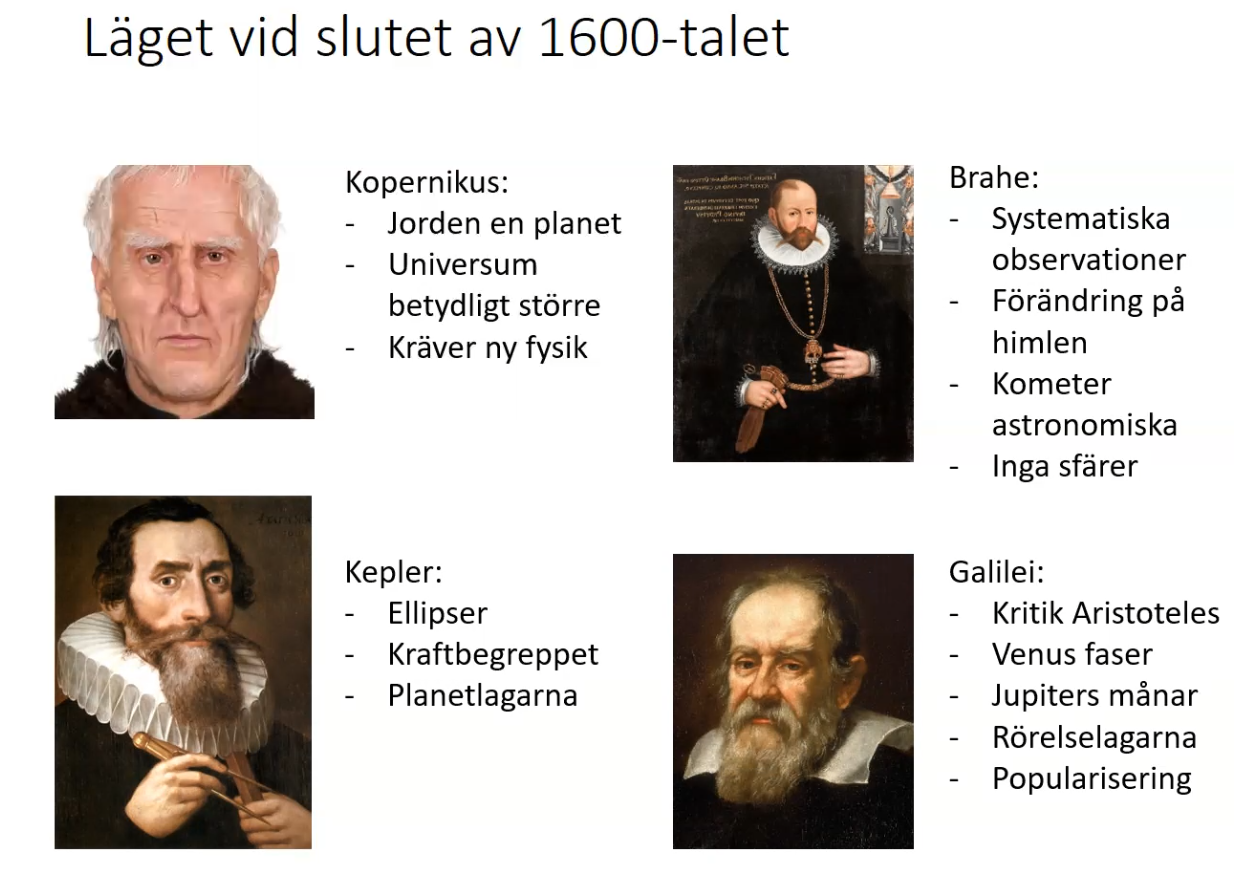 Läget vid slutet av 1600-talet
Kopernikus:
- Jorden en planet
- Universum
betydligt större
- Kräver ny fysik
Brahe:
- Systematiska
observationer
- Förändring på
himlen
- Kometer
astronomiska
- Inga sfärer
Kepler:
- Ellipser
- Kraftbegreppet
- Planetlagarna
Galilei:
- Kritik Aristoteles
- Venus faser
- Jupiters månar
- Rörelselagarna
- Popularisering